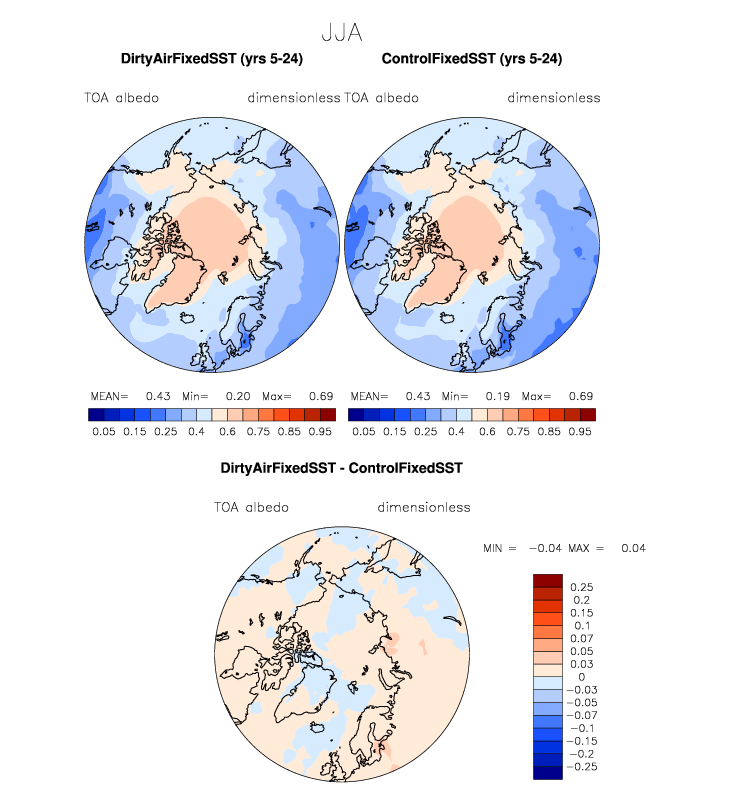 JJA
DirtyAirFixedSST (yrs 5-24) ControlFixedSST (yrs 5-24)
TOA albedo dimensionless TOA albedo dimensionless
MEAN= 0.43 Min= 0.20 Max= 0.69 MEAN= 0.43 Min= 0.19 Max= 0.69
0.05 0.15 0.25 0.4 0.6 0.75 0.85 0.95 0.05 0.15 0.25 0.4 0.6 0.75 0.85 0.95
DirtyAirFixedSST - ControlFixedSST
TOA albedo dimensionless
MIN = -0.04 MAX = 0.04
0.25
0.2
0.15
0.1
0.07
0.05
0.03
0
-0.03
-0.05
-0.07
-0.1
-0.15
-0.2
-0.25